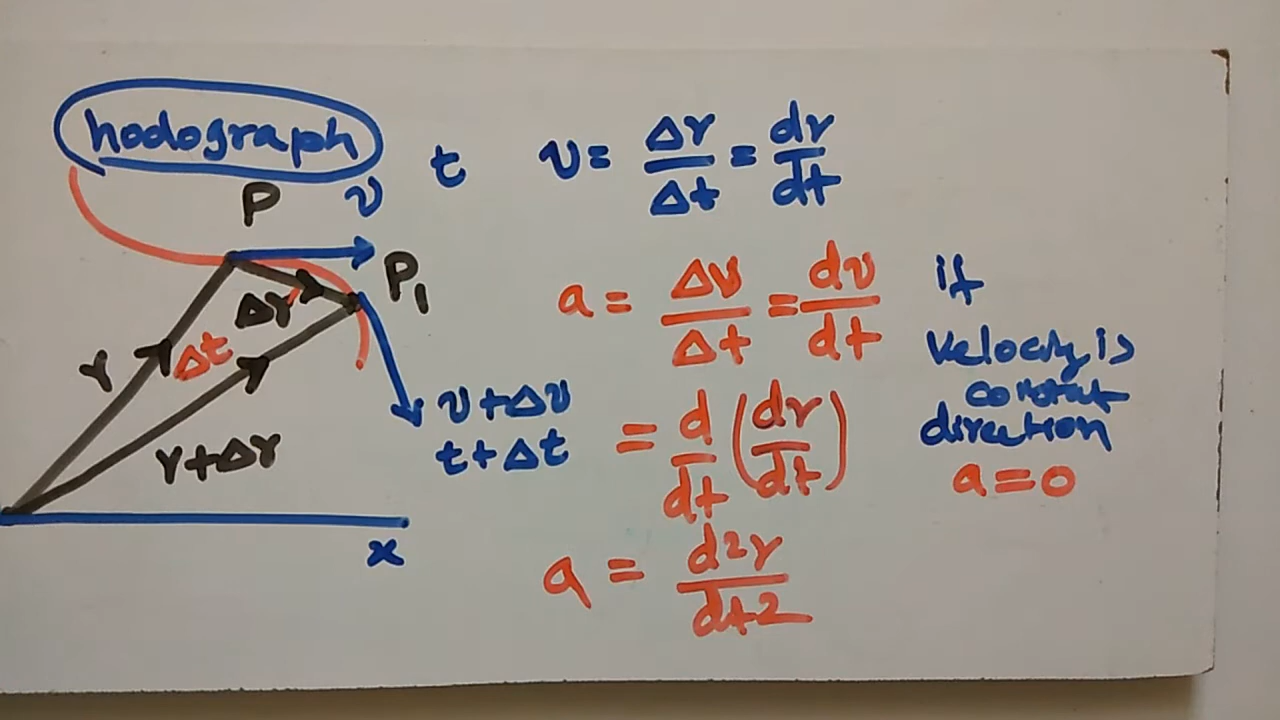 hodograph
P
v
t
v = Δr/Δt = dr/dt
P1
Δr
r
Δt
r+Δr
v+Δv
t+Δt
x
a = Δv/Δt = dv/dt
= d/dt (dr/dt)
a = d2r/dt2
if
velocity is
constant
direction
a=0